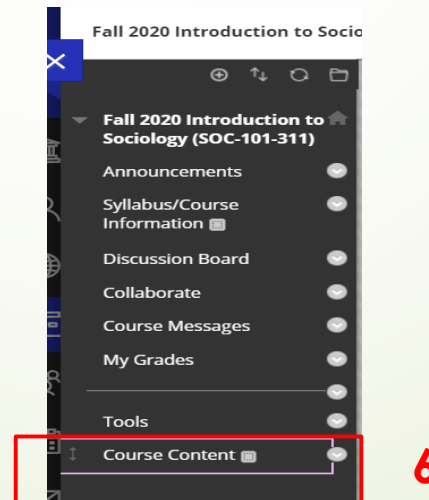 Fall 2020 Introduction to Socio
Fall 2020 Introduction to
Sociology (SOC-101-311)
Announcements
Syllabus/Course
Information
Discussion Board
Collaborate
Course Messages
My Grades
Tools
Course Content
6